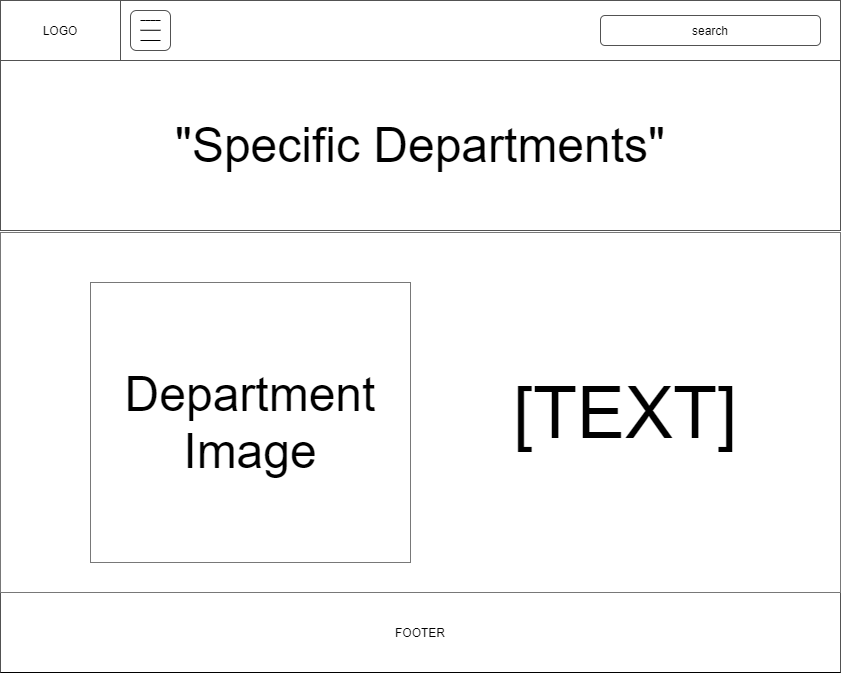 LOGO
search
"Specific Departments"
Department
Image
[TEXT]
FOOTER